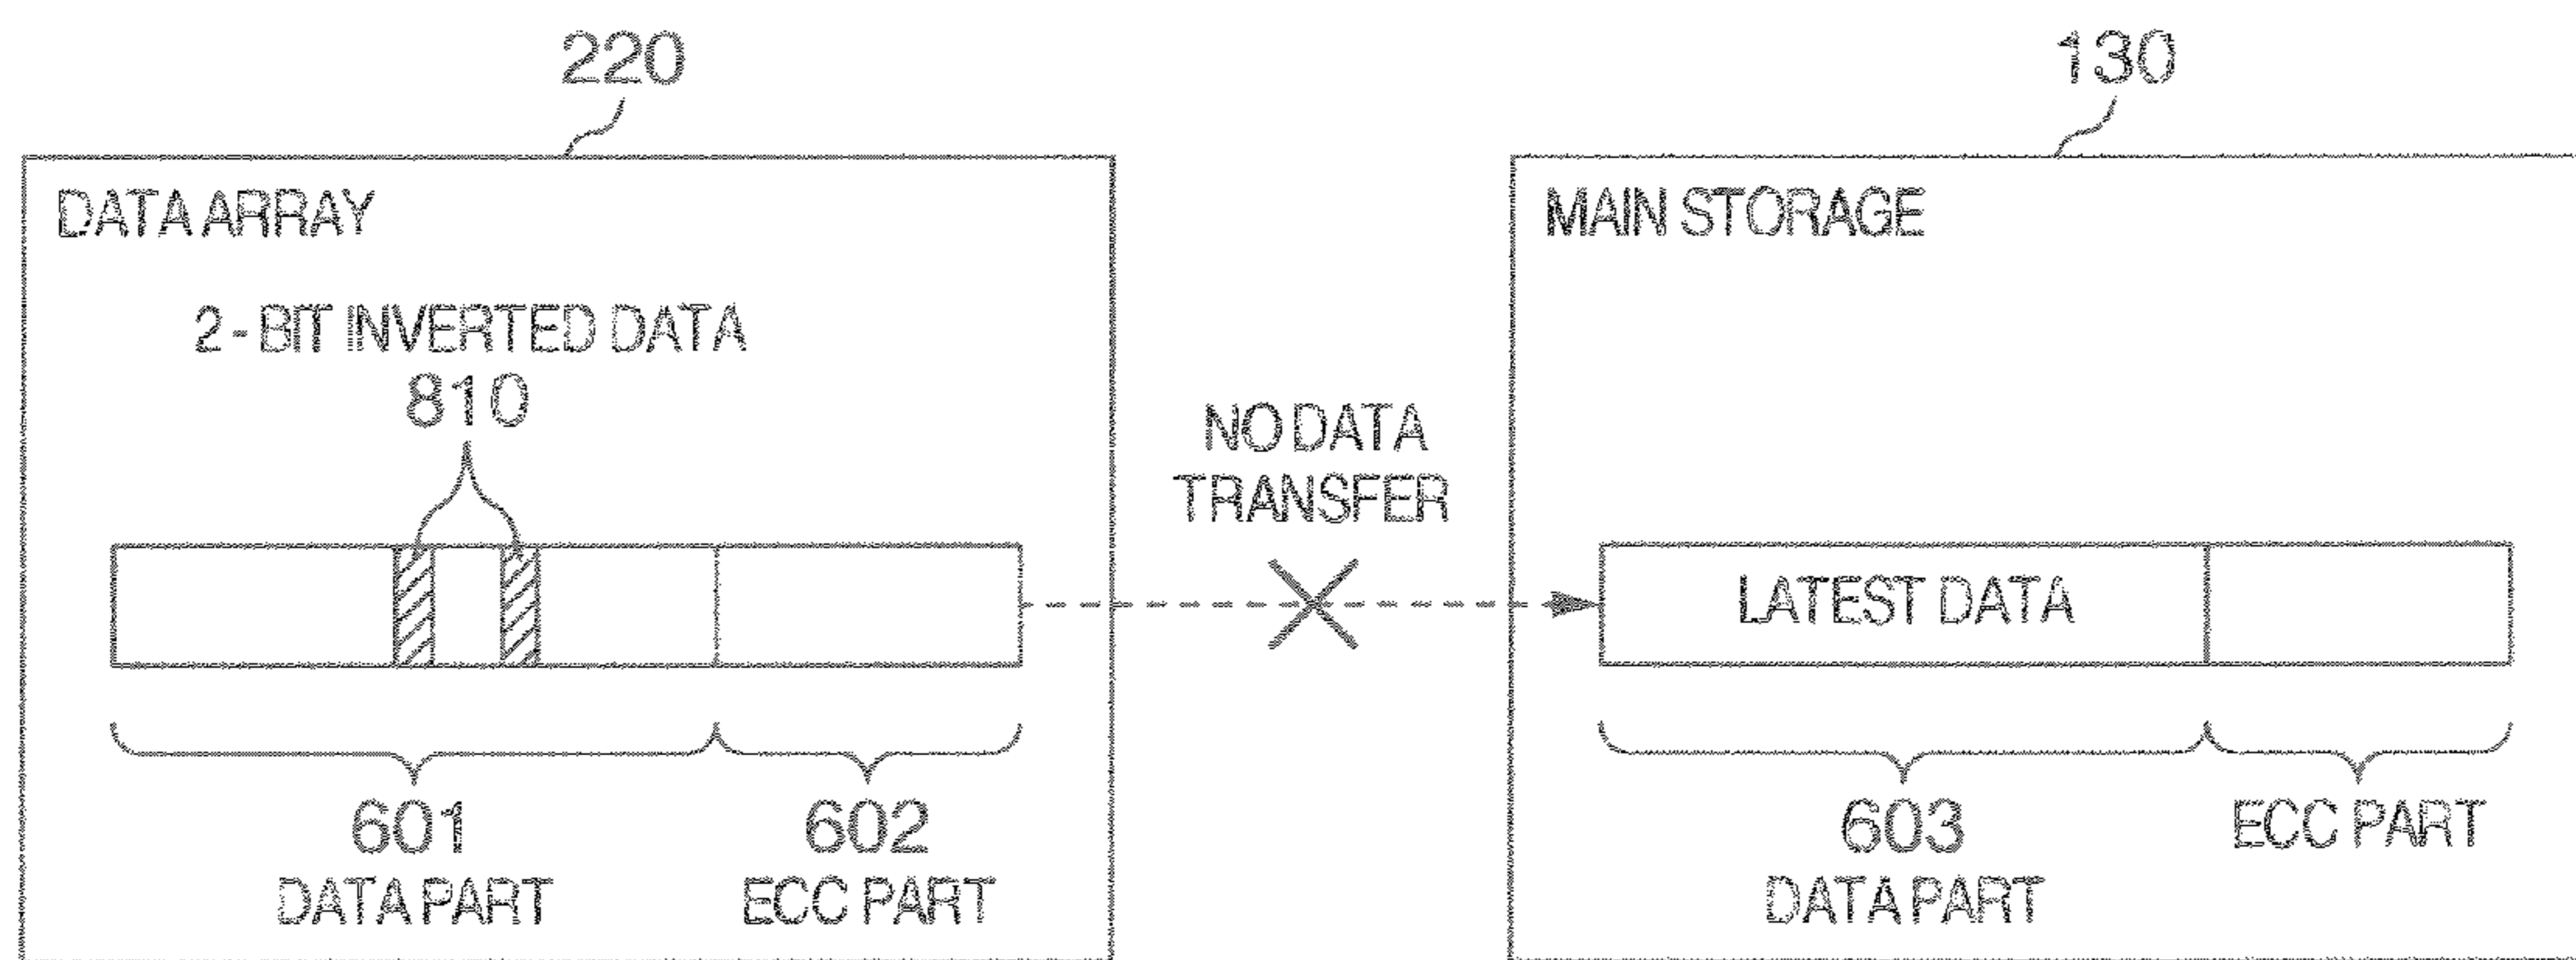 220
130
DATA ARRAY
MAIN STORAGE
2 - BIT INVERTED DATA
810
NO DATA
TRANSFER
LATEST DATA
601
DATA PART
602
ECC PART
603
DATA PART
ECC PART